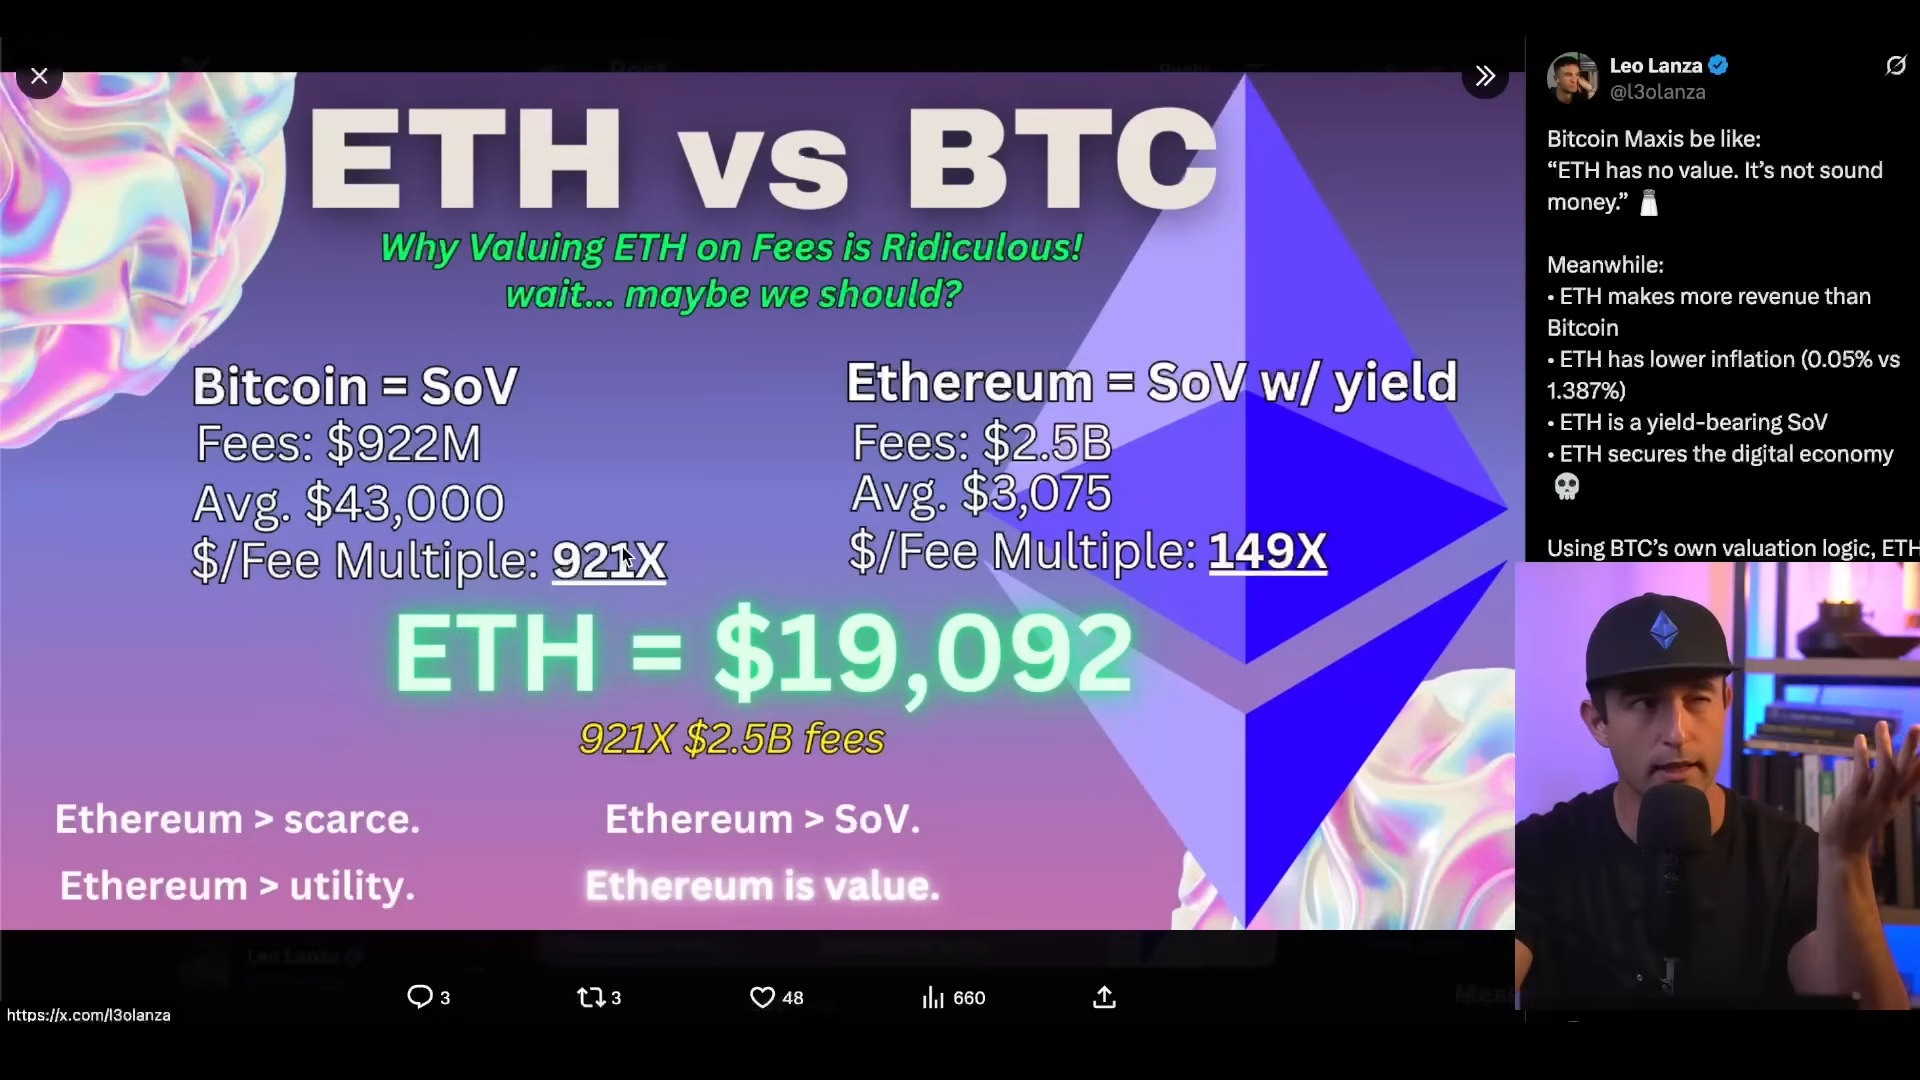 ETH vs BTC
Why Valuing ETH on Fees is Ridiculous!
wait... maybe we should?
Bitcoin = SoV
Fees: $922M
Avg. $43,000
$/Fee Multiple: 921X
Ethereum = SoV w/ yield
Fees: $2.5B
Avg. $3,075
$/Fee Multiple: 149X
ETH = $19,092
921X $2.5B fees
Ethereum > scarce.
Ethereum > SoV.
Ethereum > utility.
Ethereum is value.
3
3
48
660
https://x.com/l3olanza
Leo Lanza
@l3olanza
Bitcoin Maxis be like:
“ETH has no value. It’s not sound
money.”
Meanwhile:
• ETH makes more revenue than
Bitcoin
• ETH has lower inflation (0.05% vs
1.387%)
• ETH is a yield-bearing SoV
• ETH secures the digital economy
Using BTC’s own valuation logic, ETH